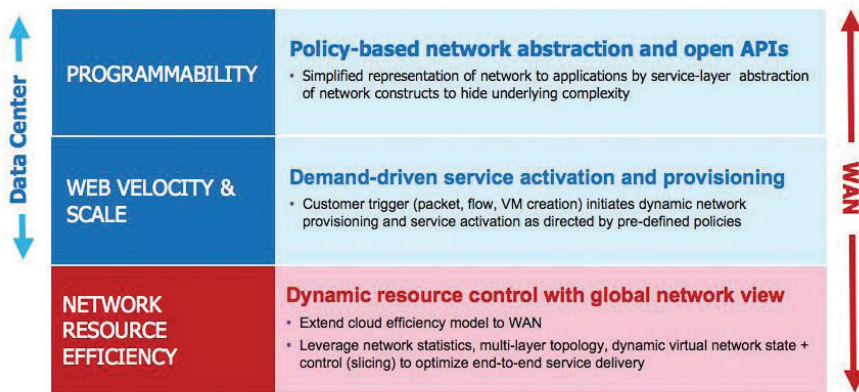 Data Center
PROGRAMMABILITY
Policy-based network abstraction and open APIs
• Simplified representation of network to applications by service-layer abstraction
of network constructs to hide underlying complexity
WEB VELOCITY &
SCALE
Demand-driven service activation and provisioning
• Customer trigger (packet, flow, VM creation) initiates dynamic network
provisioning and service activation as directed by pre-defined policies
NETWORK
RESOURCE
EFFICIENCY
Dynamic resource control with global network view
• Extend cloud efficiency model to WAN
• Leverage network statistics, multi-layer topology, dynamic virtual network state +
control (slicing) to optimize end-to-end service delivery
WAN